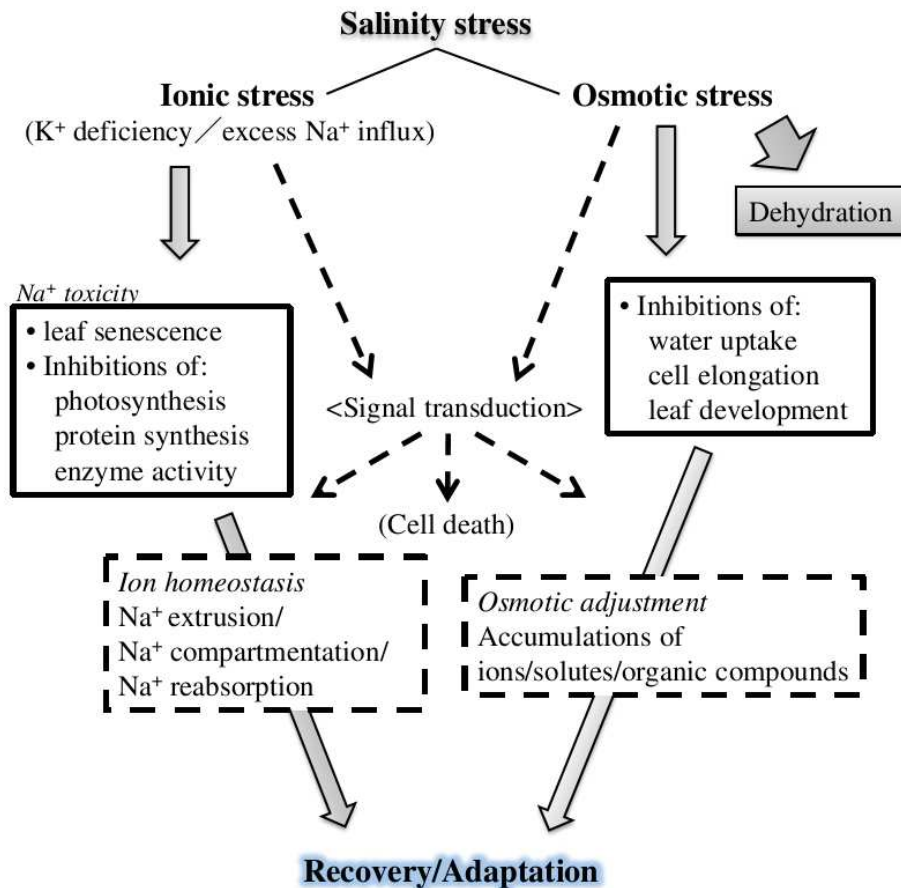 Salinity stress
Ionic stress
(K⁺ deficiency／excess Na⁺ influx)
Osmotic stress
Dehydration
Na⁺ toxicity
• leaf senescence
• Inhibitions of:
photosynthesis
protein synthesis
enzyme activity
• Inhibitions of:
water uptake
cell elongation
leaf development
<Signal transduction>
(Cell death)
Ion homeostasis
Na⁺ extrusion/
Na⁺ compartmentation/
Na⁺ reabsorption
Osmotic adjustment
Accumulations of
ions/solutes/organic compounds
Recovery/Adaptation